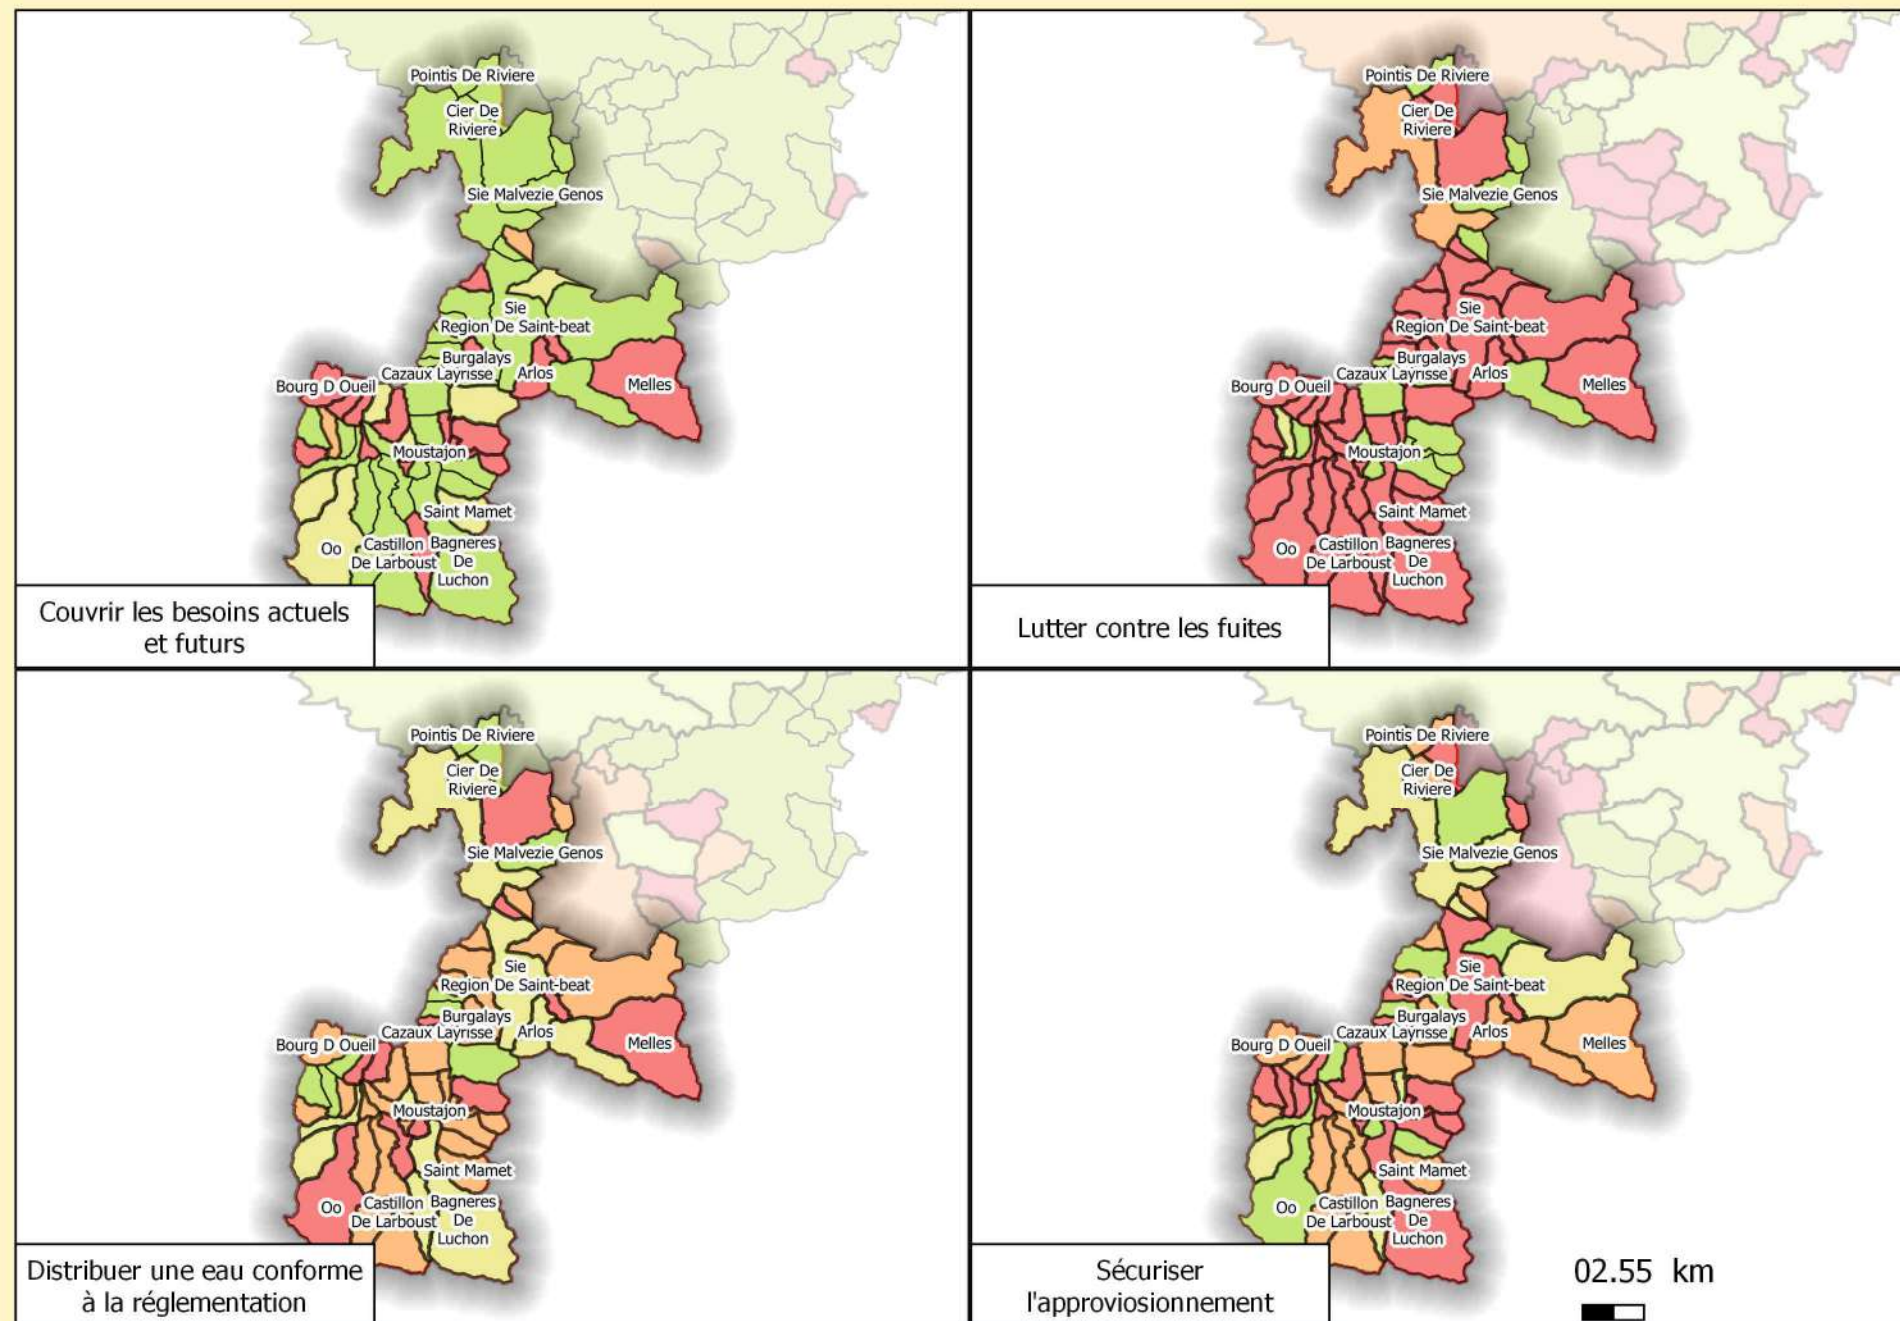 Pointis De Riviere
Cier De
Riviere
Sie Malvezie Genos
Sie
Region De Saint-beat
Burgalays
Cazaux Layrisse
Arlos
Bourg D Oueil
Melles
Moustajon
Saint Mamet
Oo
Castillon
De Larboust
Bagneres
De
Luchon
Couvrir les besoins actuels
et futurs
Pointis De Riviere
Cier De
Riviere
Sie Malvezie Genos
Sie
Region De Saint-beat
Burgalays
Cazaux Layrisse
Arlos
Bourg D Oueil
Melles
Moustajon
Saint Mamet
Oo
Castillon
De Larboust
Bagneres
De
Luchon
Lutter contre les fuites
Pointis De Riviere
Cier De
Riviere
Sie Malvezie Genos
Sie
Region De Saint-beat
Burgalays
Cazaux Layrisse
Arlos
Bourg D Oueil
Melles
Moustajon
Saint Mamet
Oo
Castillon
De Larboust
Bagneres
De
Luchon
Distribuer une eau conforme
à la réglementation
Pointis De Riviere
Cier De
Riviere
Sie Malvezie Genos
Sie
Region De Saint-beat
Burgalays
Cazaux Layrisse
Arlos
Bourg D Oueil
Melles
Moustajon
Saint Mamet
Oo
Castillon
De Larboust
Bagneres
De
Luchon
Sécuriser
l'approviosionnement
02.55 km